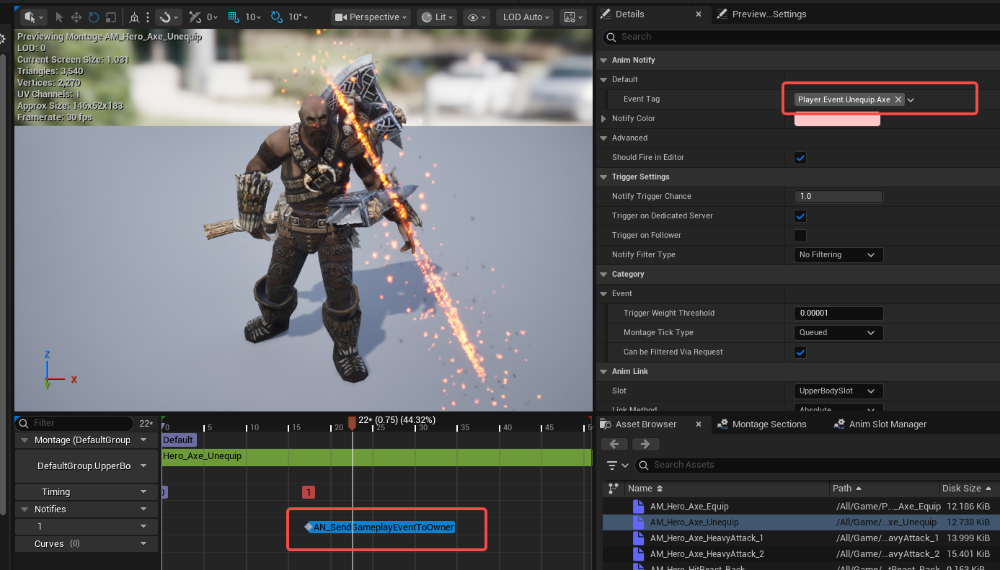 0
10
10°
Perspective
Lit
LOD Auto
Previewing Montage AM_Hero_Axe_Unequip
LOD: 0
Current Screen Size: 1.031
Triangles: 3,540
Vertices: 2,270
UV Channels: 1
Approx Size: 146x52x183
Framerate: 30 fps
Z
X
Y
Details
Preview...Settings
Search
Anim Notify
Default
Event Tag
Player.Event.Unequip.Axe
Notify Color
Advanced
Should Fire in Editor
Trigger Settings
Notify Trigger Chance
1.0
Trigger on Dedicated Server
Trigger on Follower
Notify Filter Type
No Filtering
Category
Event
Trigger Weight Threshold
0.00001
Montage Tick Type
Queued
Can be Filtered Via Request
Anim Link
Slot
UpperBodySlot
Link Method
Absolute
Filter
22*
22* (0.75) (44.32%)
0 5 10 15 20 30 35 40 45
Montage (DefaultGroup
Default
Hero_Axe_Unequip
DefaultGroup.UpperBo
Timing
1
Notifies
1
AN_SendGameplayEventToOwner
Curves (0)
Asset Browser
Montage Sections
Anim Slot Manager
Search Assets
Name
Path
Disk Size
AM_Hero_Axe_Equip /All/Game/P..._Axe_Equip 12.186 KiB
AM_Hero_Axe_Unequip /All/Game/...xe_Unequip 12.738 KiB
AM_Hero_Axe_HeavyAttack_1 /All/Game/...avyAttack_1 13.999 KiB
AM_Hero_Axe_HeavyAttack_2 /All/Game/...avyAttack_2 15.401 KiB
AM_Hero_HitReact_Back /All/Game/...tReact_Back 9.153 KiB